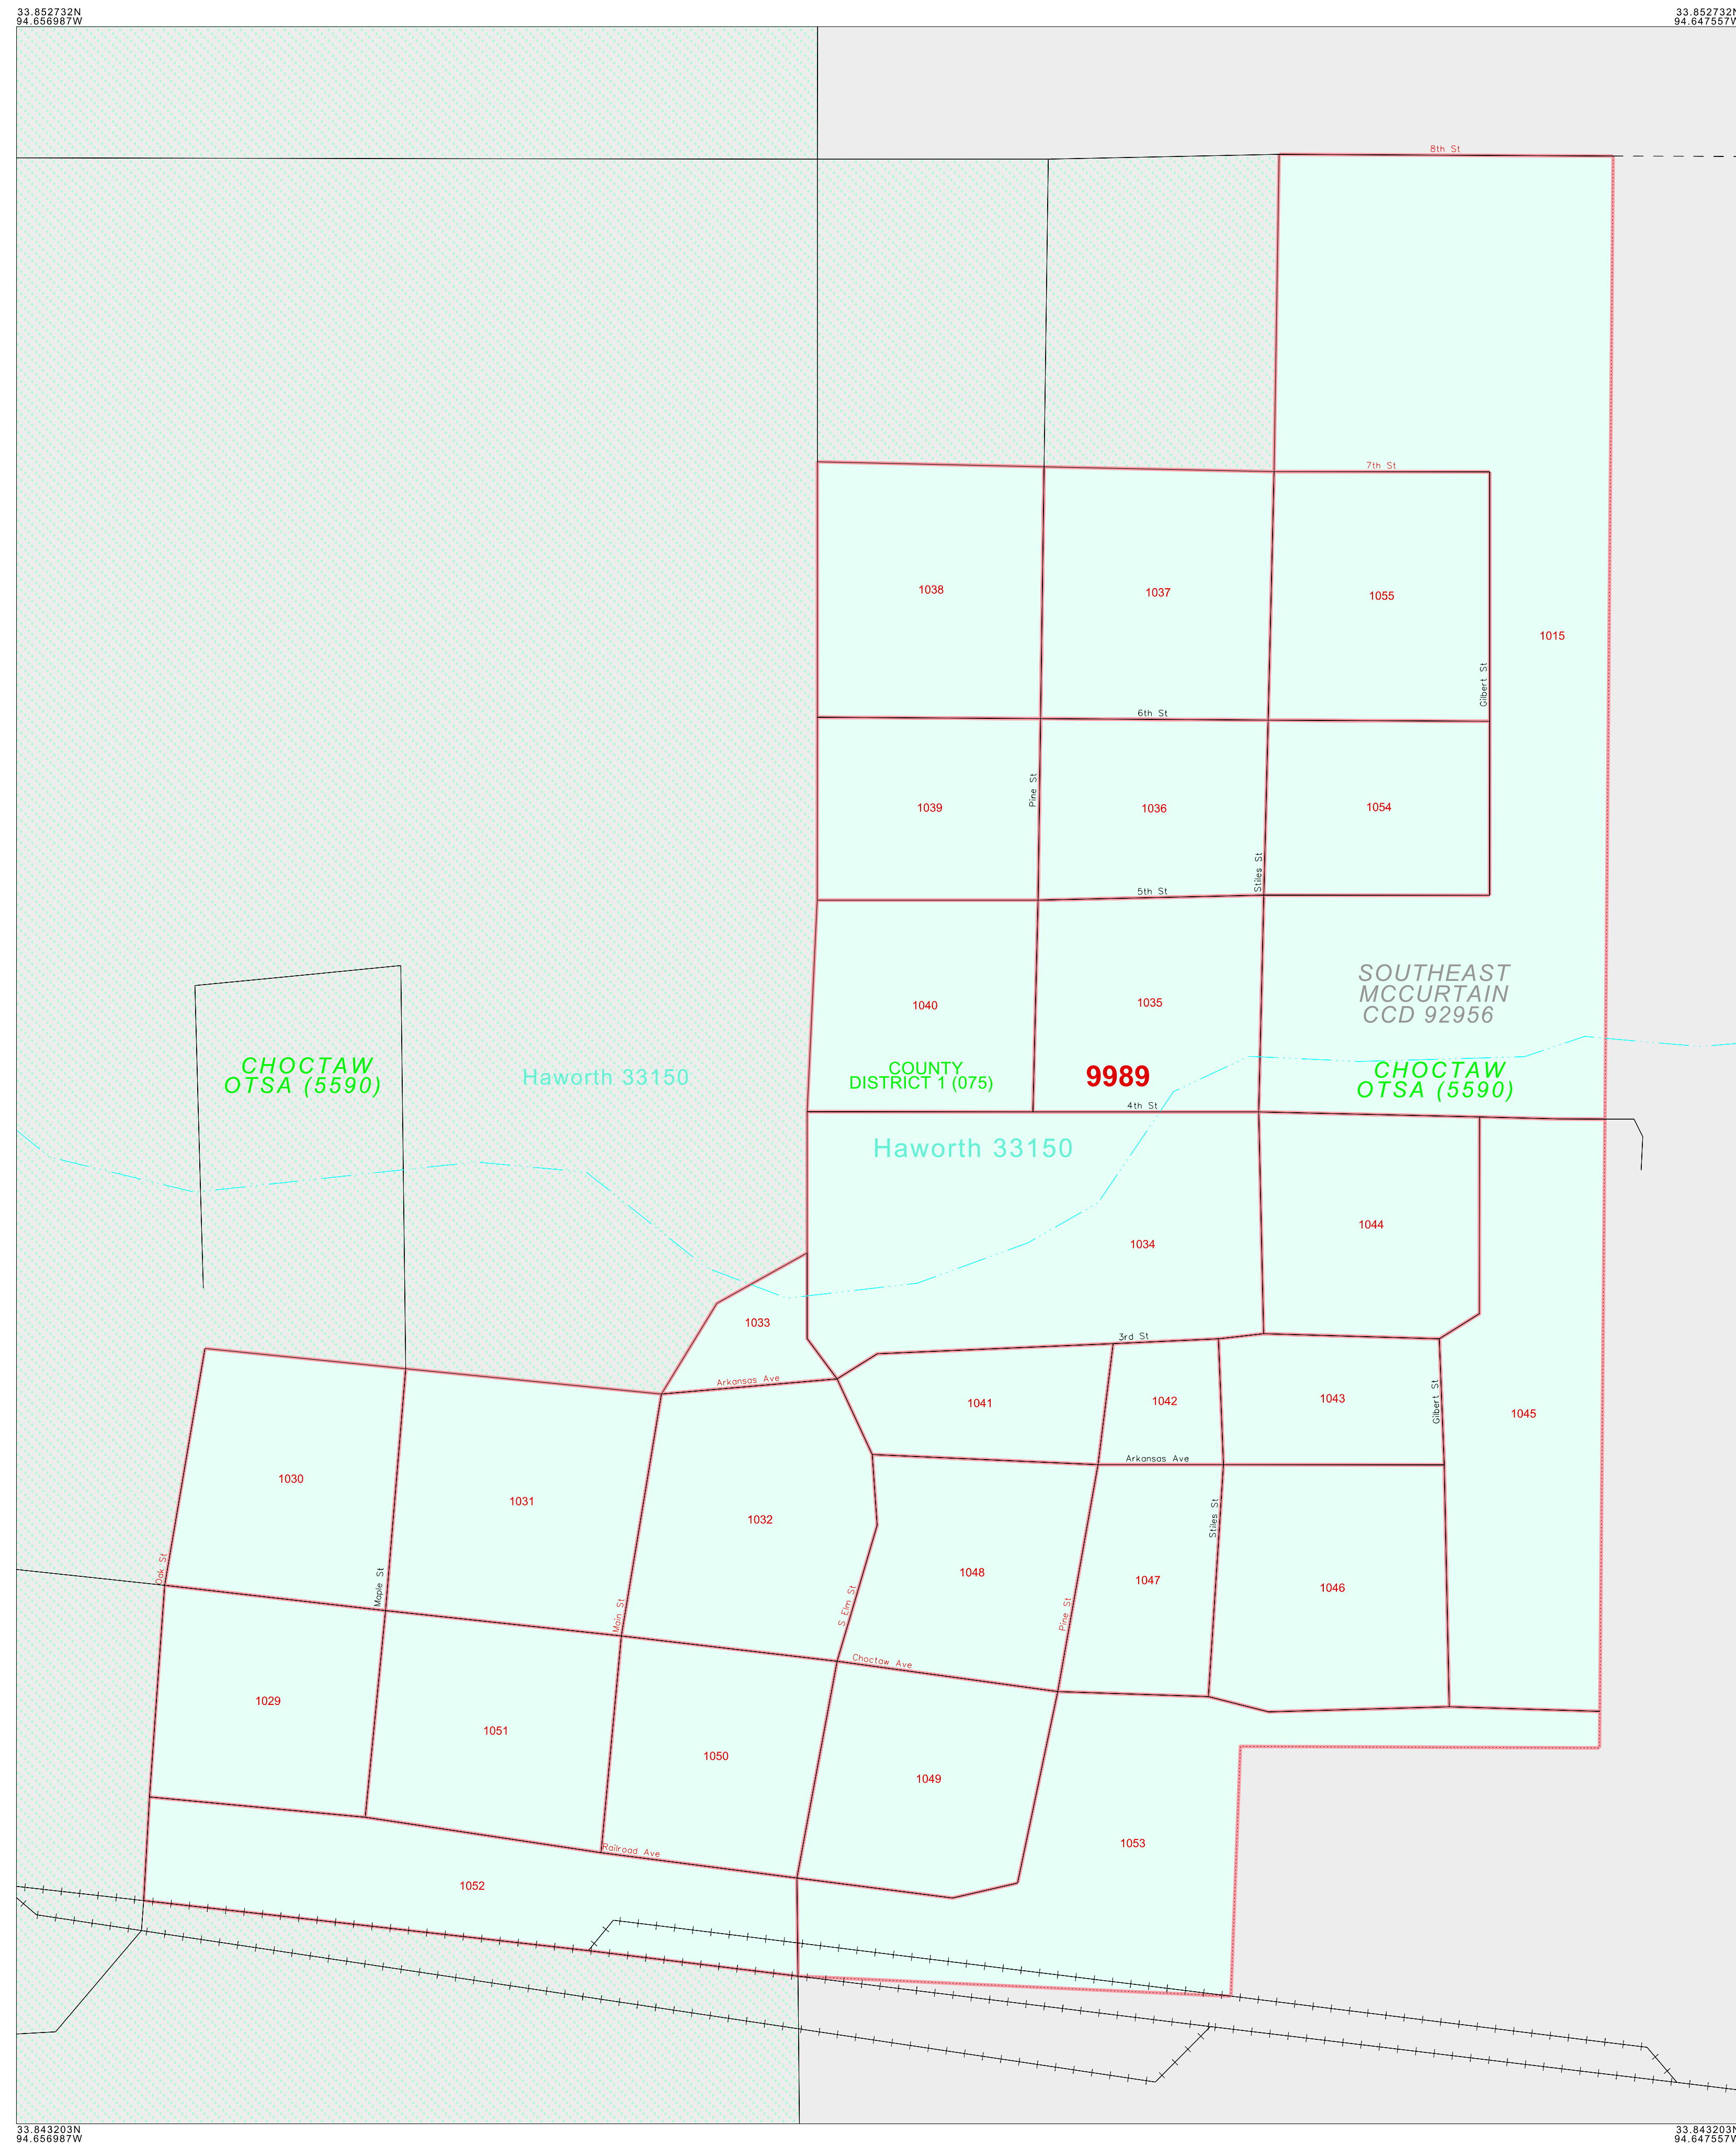 33.852732N
94.656987W
33.852732N
94.647557W
8th St
7th St
1038
1037
1055
1015
Gilbert St
6th St
Pine St
1039
1036
1054
Stiles St
5th St
SOUTHEAST
MCCURTAIN
CCD 92956
1040
1035
CHOCTAW
OTSA (5590)
Haworth 33150
COUNTY
DISTRICT 1 (075)
9989
CHOCTAW
OTSA (5590)
4th St
Haworth 33150
1044
1034
1033
3rd St
Arkansas Ave
1041
1042
1043
Gilbert St
1045
Arkansas Ave
1030
1031
1032
Stiles St
Oak St
Maple St
Main St
S Elm St
1048
Pine St
1047
1046
Choctaw Ave
1029
1051
1050
1049
1053
Railroad Ave
1052
33.843203N
94.656987W
33.843203N
94.647557W